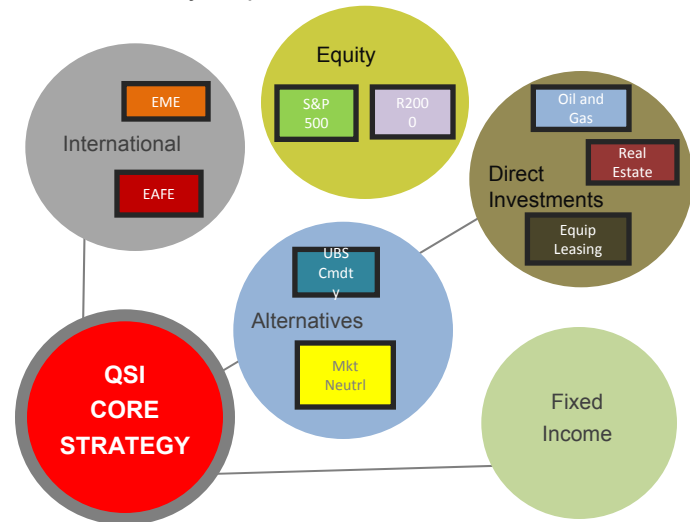 Equity
S&P
500
R200
0
EME
International
EAFE
Oil and
Gas
Real
Estate
Direct
Investments
Equip
Leasing
UBS
Cmdt
y
Alternatives
Mkt
Neutrl
QSI
CORE
STRATEGY
Fixed
Income